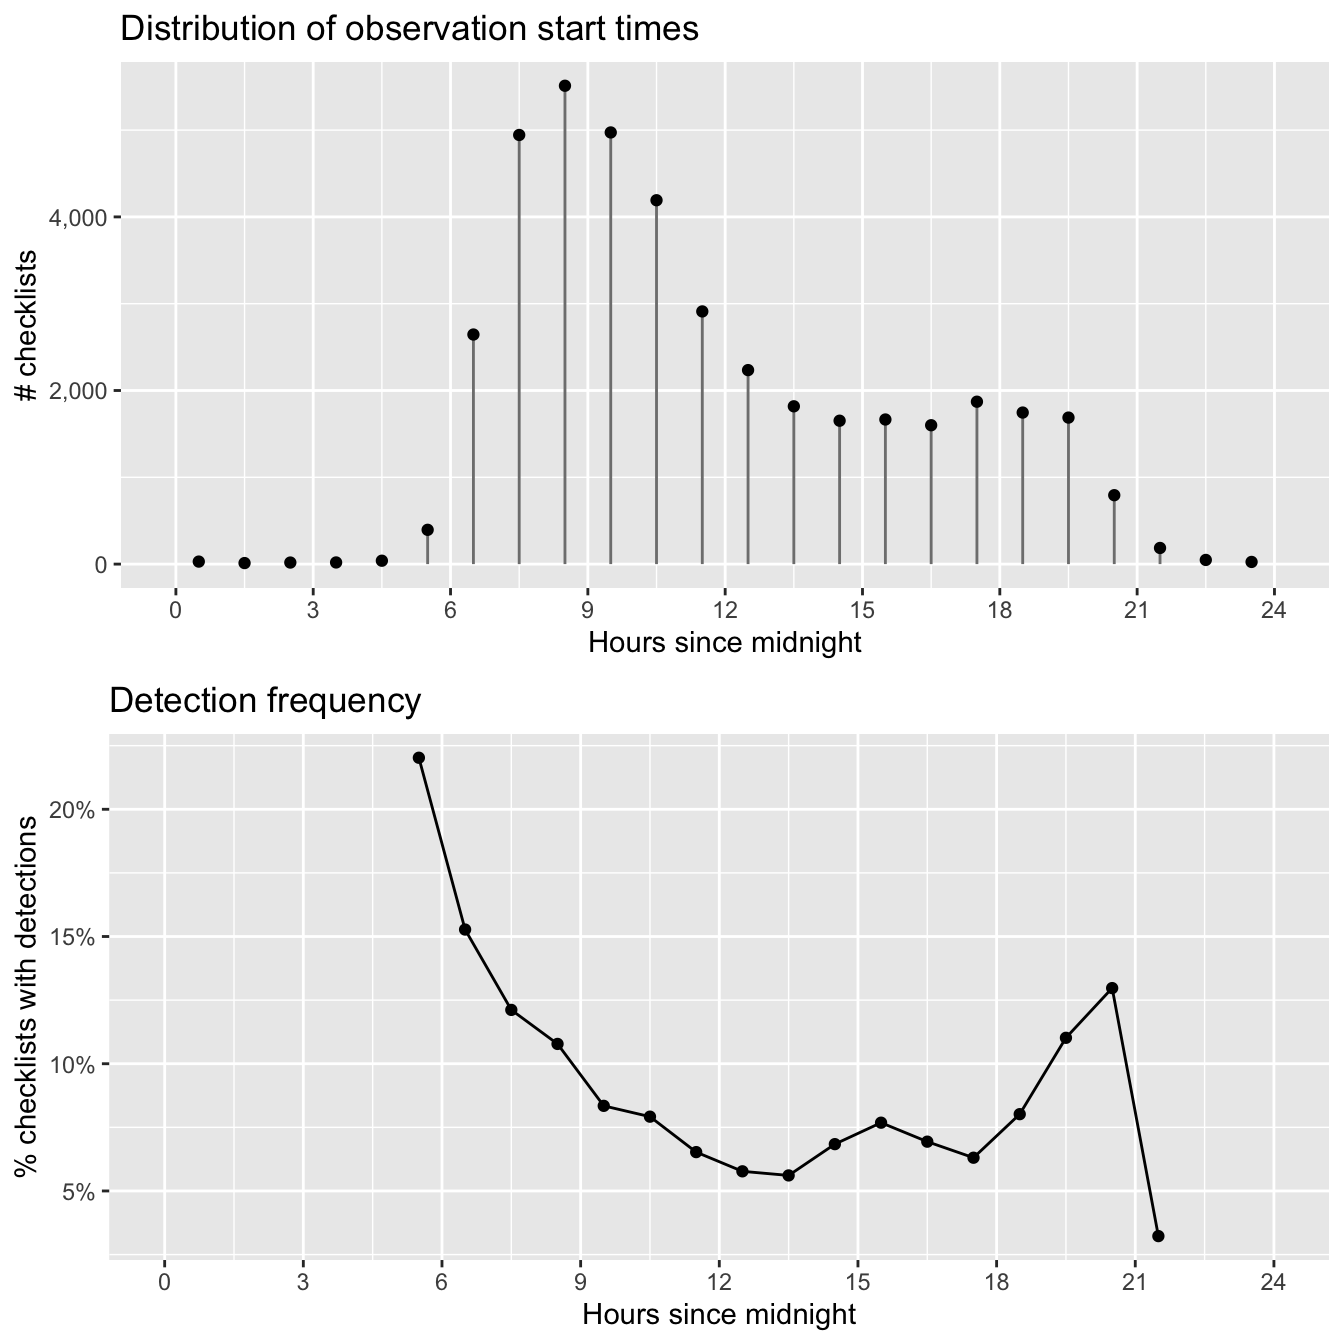 Distribution of observation start times
# checklists
4,000
2,000
0
0 3 6 9 12 15 18 21 24
Hours since midnight
Detection frequency
% checklists with detections
20%
15%
10%
5%
0 3 6 9 12 15 18 21 24
Hours since midnight